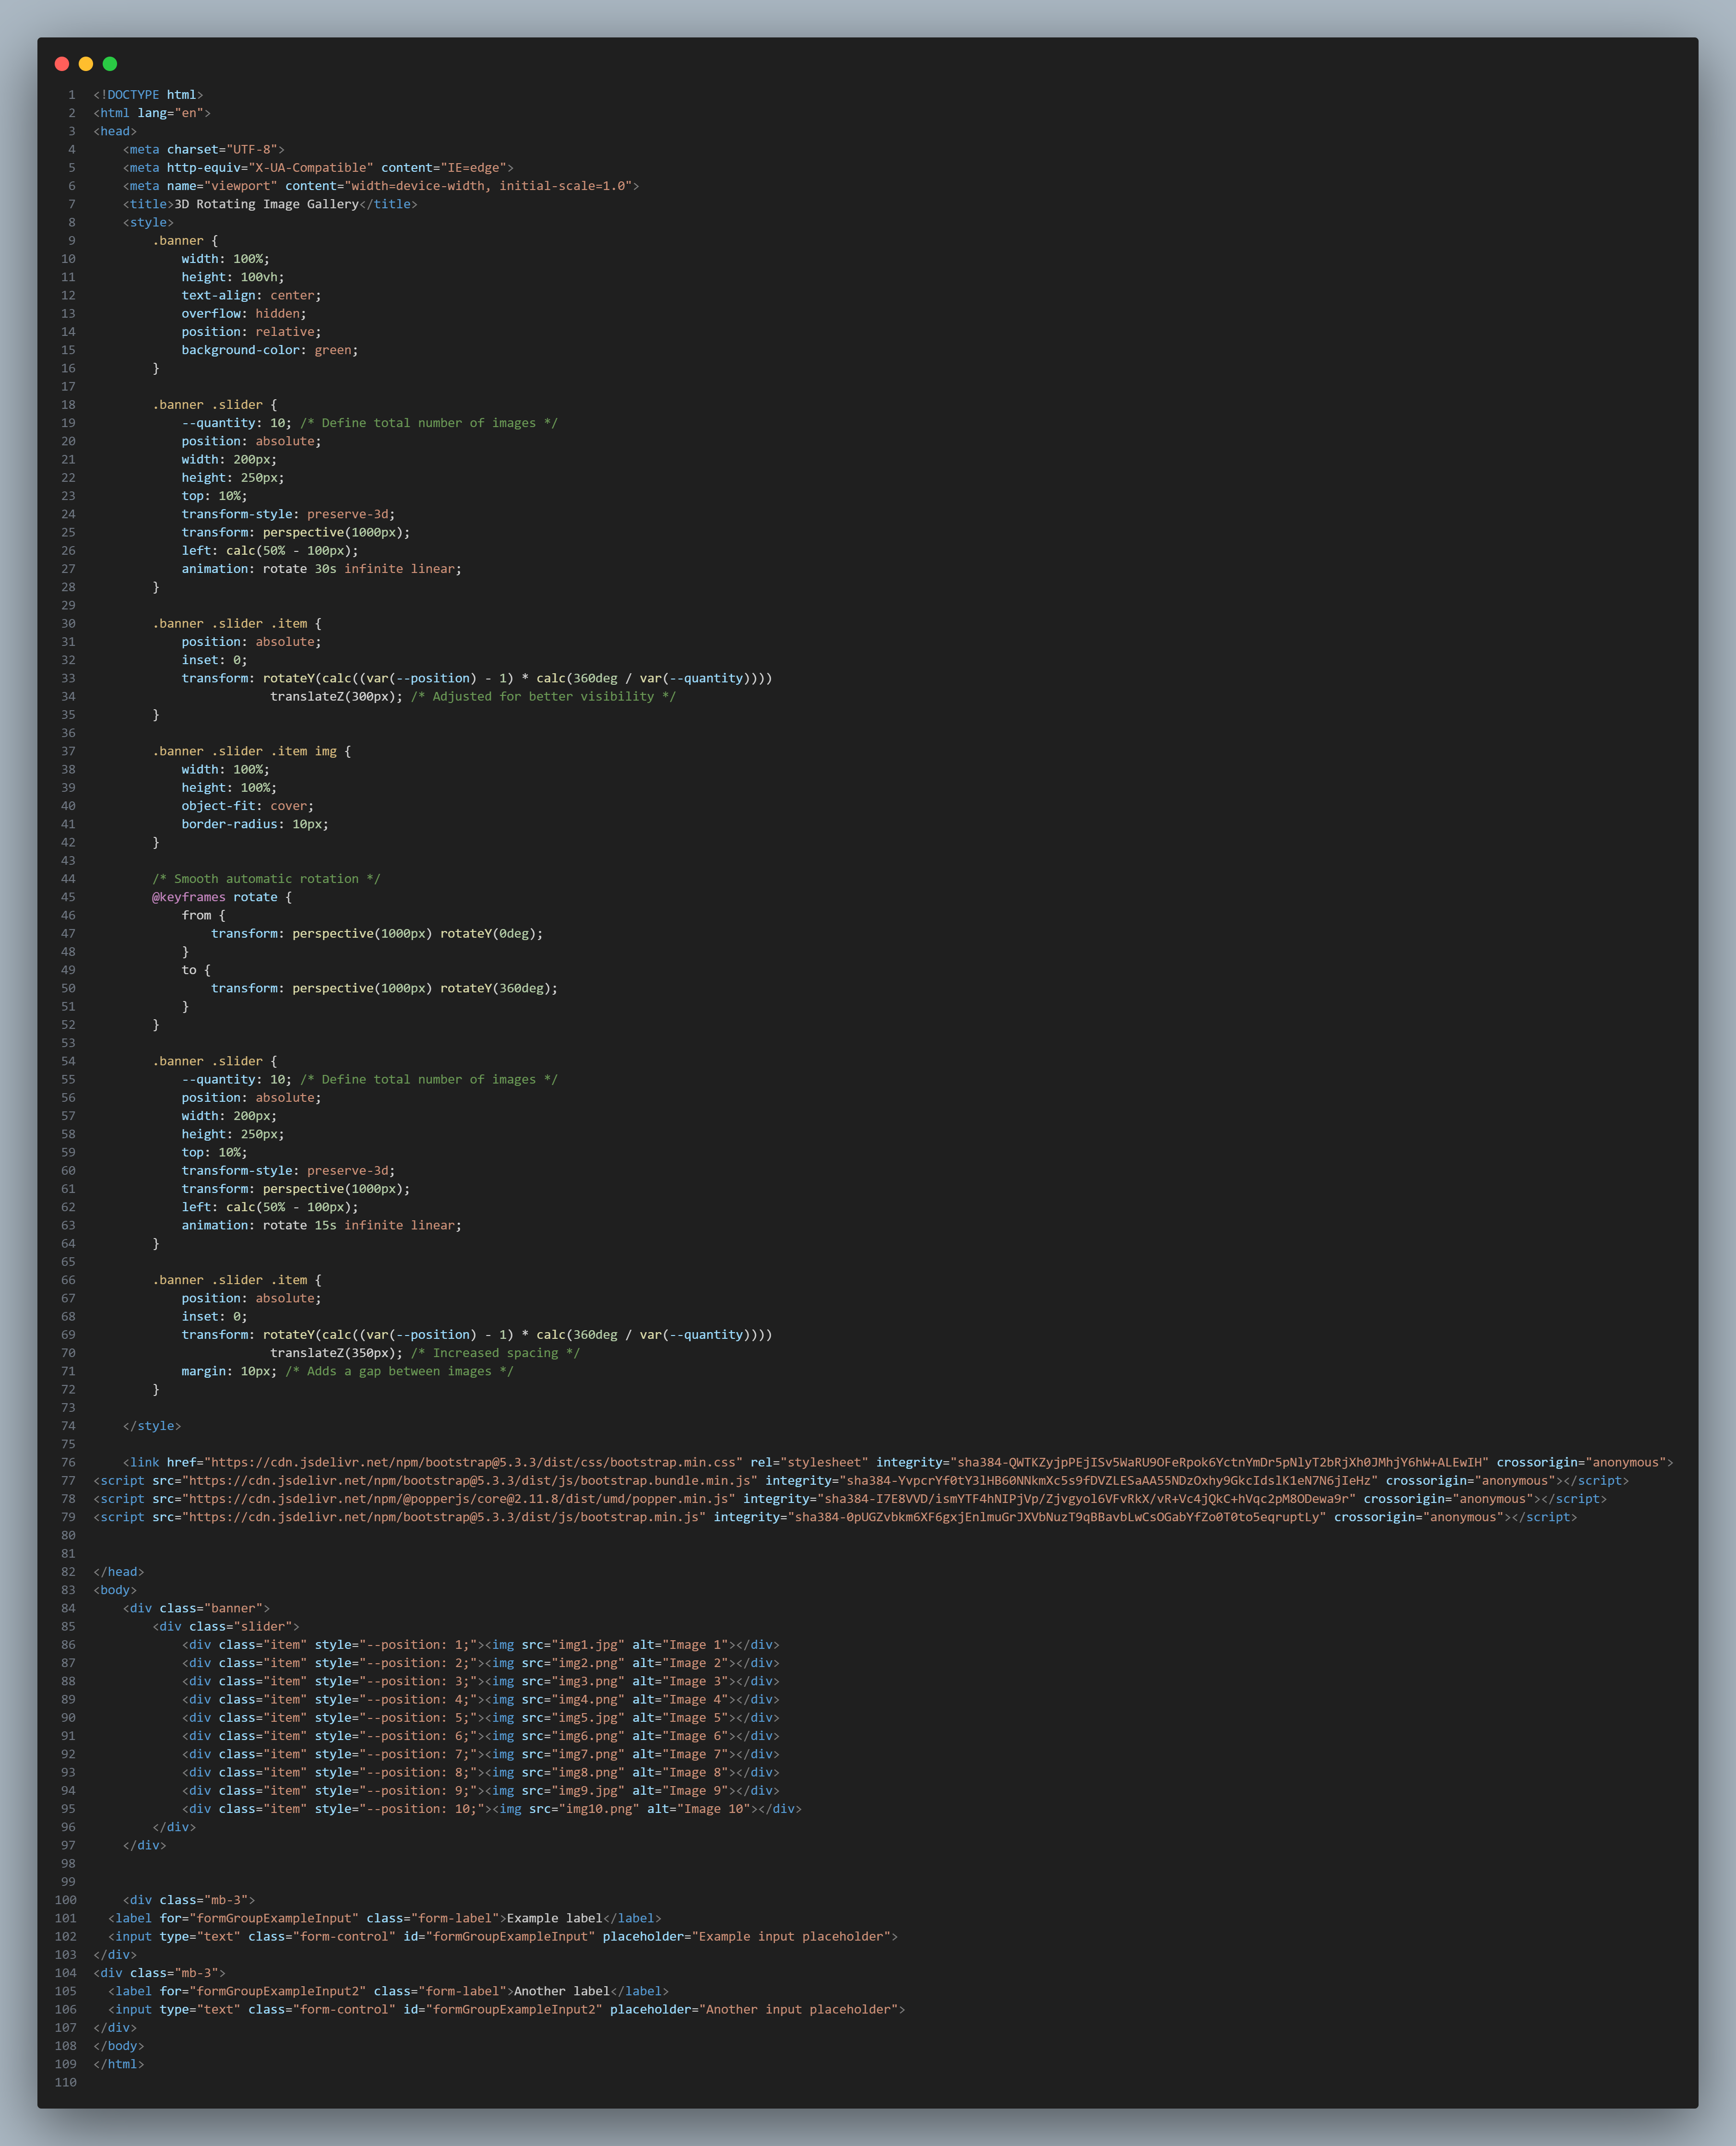 1 <!DOCTYPE html>
2 <html lang="en">
3 <head>
4     <meta charset="UTF-8">
5     <meta http-equiv="X-UA-Compatible" content="IE=edge">
6     <meta name="viewport" content="width=device-width, initial-scale=1.0">
7     <title>3D Rotating Image Gallery</title>
8     <style>
9         .banner {
10             width: 100%;
11             height: 100vh;
12             text-align: center;
13             overflow: hidden;
14             position: relative;
15             background-color: green;
16         }
17
18         .banner .slider {
19             --quantity: 10; /* Define total number of images */
20             position: absolute;
21             width: 200px;
22             height: 250px;
23             top: 10%;
24             transform-style: preserve-3d;
25             transform: perspective(1000px);
26             left: calc(50% - 100px);
27             animation: rotate 30s infinite linear;
28         }
29
30         .banner .slider .item {
31             position: absolute;
32             inset: 0;
33             transform: rotateY(calc((var(--position) - 1) * calc(360deg / var(--quantity))))
34                         translateZ(300px); /* Adjusted for better visibility */
35         }
36
37         .banner .slider .item img {
38             width: 100%;
39             height: 100%;
40             object-fit: cover;
41             border-radius: 10px;
42         }
43
44         /* Smooth automatic rotation */
45         @keyframes rotate {
46             from {
47                 transform: perspective(1000px) rotateY(0deg);
48             }
49             to {
50                 transform: perspective(1000px) rotateY(360deg);
51             }
52         }
53
54         .banner .slider {
55             --quantity: 10; /* Define total number of images */
56             position: absolute;
57             width: 200px;
58             height: 250px;
59             top: 10%;
60             transform-style: preserve-3d;
61             transform: perspective(1000px);
62             left: calc(50% - 100px);
63             animation: rotate 15s infinite linear;
64         }
65
66         .banner .slider .item {
67             position: absolute;
68             inset: 0;
69             transform: rotateY(calc((var(--position) - 1) * calc(360deg / var(--quantity))))
70                         translateZ(350px); /* Increased spacing */
71             margin: 10px; /* Adds a gap between images */
72         }
73
74     </style>
75
76     <link href="https://cdn.jsdelivr.net/npm/bootstrap@5.3.3/dist/css/bootstrap.min.css" rel="stylesheet" integrity="sha384-QWTKZyjpPEjISv5WaRU9OFeRpok6YctnYmDr5pNlyT2bRjXh0JMhjY6hW+ALEwIH" crossorigin="anonymous">
77 <script src="https://cdn.jsdelivr.net/npm/bootstrap@5.3.3/dist/js/bootstrap.bundle.min.js" integrity="sha384-YvpcrYf0tY3lHB60NNkmXc5s9fDVZLESaAA55NDzOxhy9GkcIdslK1eN7N6jIeHz" crossorigin="anonymous"></script>
78 <script src="https://cdn.jsdelivr.net/npm/@popperjs/core@2.11.8/dist/umd/popper.min.js" integrity="sha384-I7E8VVD/ismYTF4hNIPjVp/Zjvgyol6VFvRkX/vR+Vc4jQkC+hVqc2pM8ODewa9r" crossorigin="anonymous"></script>
79 <script src="https://cdn.jsdelivr.net/npm/bootstrap@5.3.3/dist/js/bootstrap.min.js" integrity="sha384-0pUGZvbkm6XF6gxjEnlmuGrJXVbNuzT9qBBavbLwCsOGabYfZo0T0to5eqruptLy" crossorigin="anonymous"></script>
80
81
82 </head>
83 <body>
84     <div class="banner">
85         <div class="slider">
86             <div class="item" style="--position: 1;"><img src="img1.jpg" alt="Image 1"></div>
87             <div class="item" style="--position: 2;"><img src="img2.png" alt="Image 2"></div>
88             <div class="item" style="--position: 3;"><img src="img3.png" alt="Image 3"></div>
89             <div class="item" style="--position: 4;"><img src="img4.png" alt="Image 4"></div>
90             <div class="item" style="--position: 5;"><img src="img5.jpg" alt="Image 5"></div>
91             <div class="item" style="--position: 6;"><img src="img6.png" alt="Image 6"></div>
92             <div class="item" style="--position: 7;"><img src="img7.png" alt="Image 7"></div>
93             <div class="item" style="--position: 8;"><img src="img8.png" alt="Image 8"></div>
94             <div class="item" style="--position: 9;"><img src="img9.jpg" alt="Image 9"></div>
95             <div class="item" style="--position: 10;"><img src="img10.png" alt="Image 10"></div>
96         </div>
97     </div>
98
99
100     <div class="mb-3">
101   <label for="formGroupExampleInput" class="form-label">Example label</label>
102   <input type="text" class="form-control" id="formGroupExampleInput" placeholder="Example input placeholder">
103 </div>
104 <div class="mb-3">
105   <label for="formGroupExampleInput2" class="form-label">Another label</label>
106   <input type="text" class="form-control" id="formGroupExampleInput2" placeholder="Another input placeholder">
107 </div>
108 </body>
109 </html>
110